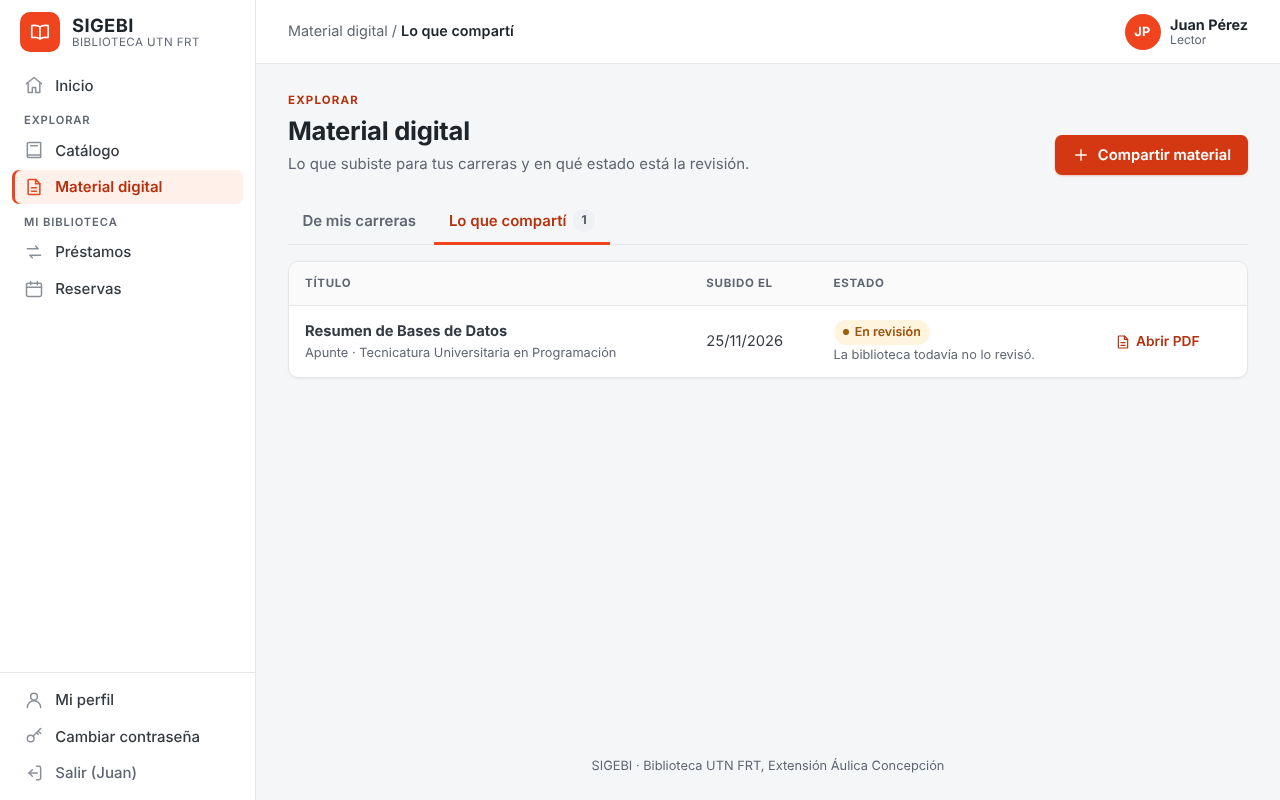 SIGEBI
BIBLIOTECA UTN FRT
Inicio
EXPLORAR
Catálogo
Material digital
MI BIBLIOTECA
Préstamos
Reservas
Mi perfil
Cambiar contraseña
Salir (Juan)
Material digital / Lo que compartí
JP
Juan Pérez
Lector
EXPLORAR
Material digital
Lo que subiste para tus carreras y en qué estado está la revisión.
Compartir material
De mis carreras
Lo que compartí 1
TÍTULO SUBIDO EL ESTADO
Resumen de Bases de Datos
Apunte · Tecnicatura Universitaria en Programación
25/11/2026
En revisión
La biblioteca todavía no lo revisó.
Abrir PDF
SIGEBI · Biblioteca UTN FRT, Extensión Áulica Concepción